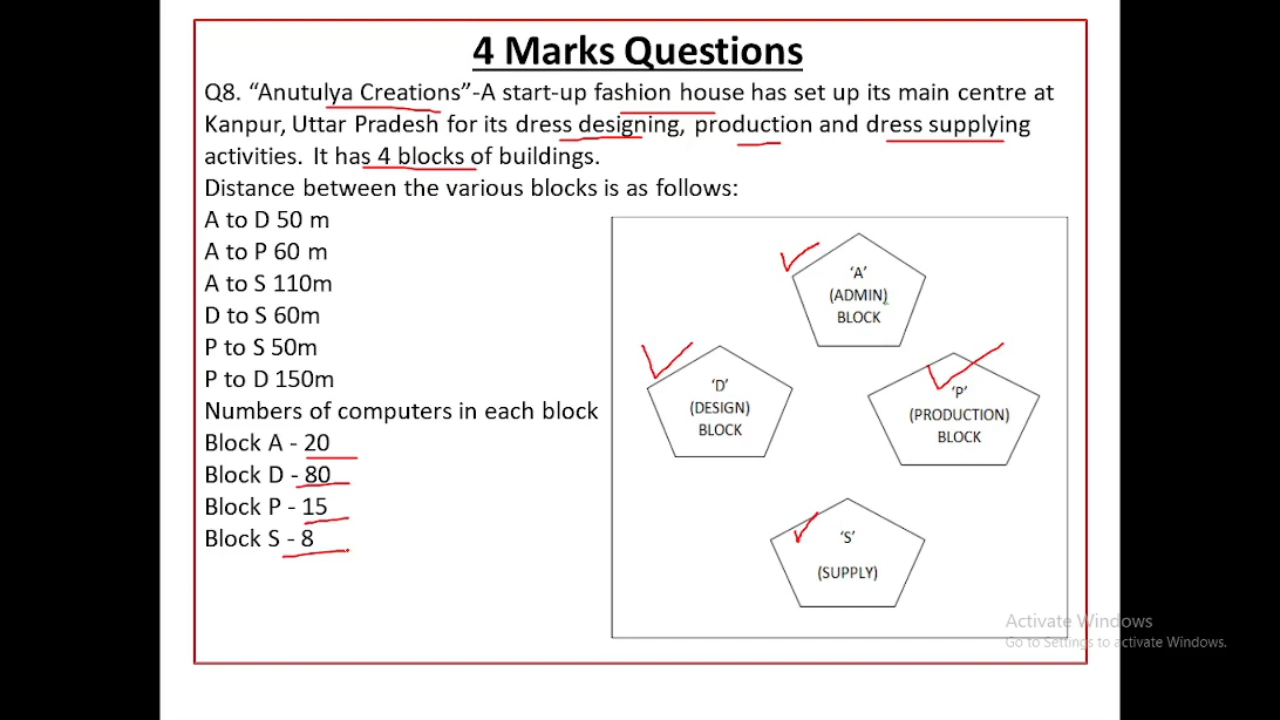 4 Marks Questions
Q8. “Anutulya Creations”-A start-up fashion house has set up its main centre at
Kanpur, Uttar Pradesh for its dress designing, production and dress supplying
activities. It has 4 blocks of buildings.
Distance between the various blocks is as follows:
A to D 50 m
A to P 60 m
A to S 110m
D to S 60m
P to S 50m
P to D 150m
Numbers of computers in each block
Block A - 20
Block D - 80
Block P - 15
Block S - 8
‘A’
(ADMIN)
BLOCK
‘D’
(DESIGN)
BLOCK
‘P’
(PRODUCTION)
BLOCK
‘S’
(SUPPLY)
Activate Windows
Go to Settings to activate Windows.